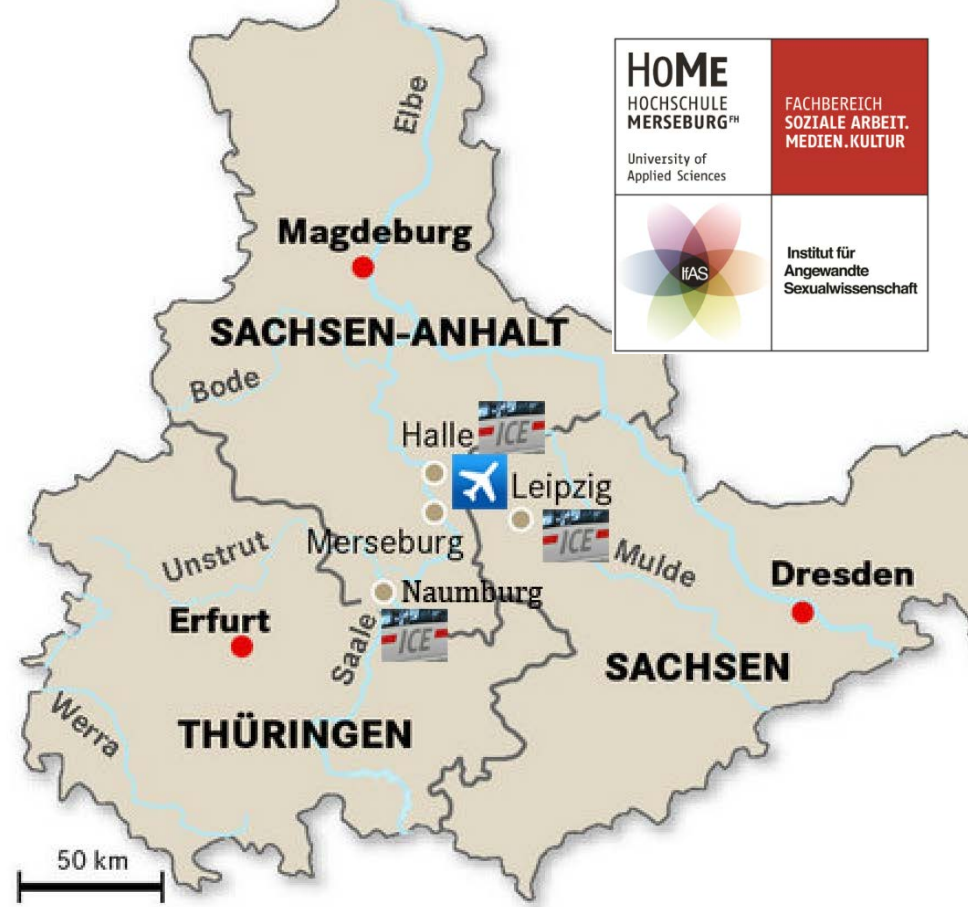 Elbe
HOME
HOCHSCHULE
MERSEBURG FH
University of
Applied Sciences
FACHBEREICH
SOZIALE ARBEIT.
MEDIEN.KULTUR
IfAS
Institut für
Angewandte
Sexualwissenschaft
Magdeburg
SACHSEN-ANHALT
Bode
Halle
ICE
Leipzig
ICE
Merseburg
Unstrut
Mulde
Naumburg
Dresden
Erfurt
Saale
ICE
SACHSEN
Werra
THÜRINGEN
50 km